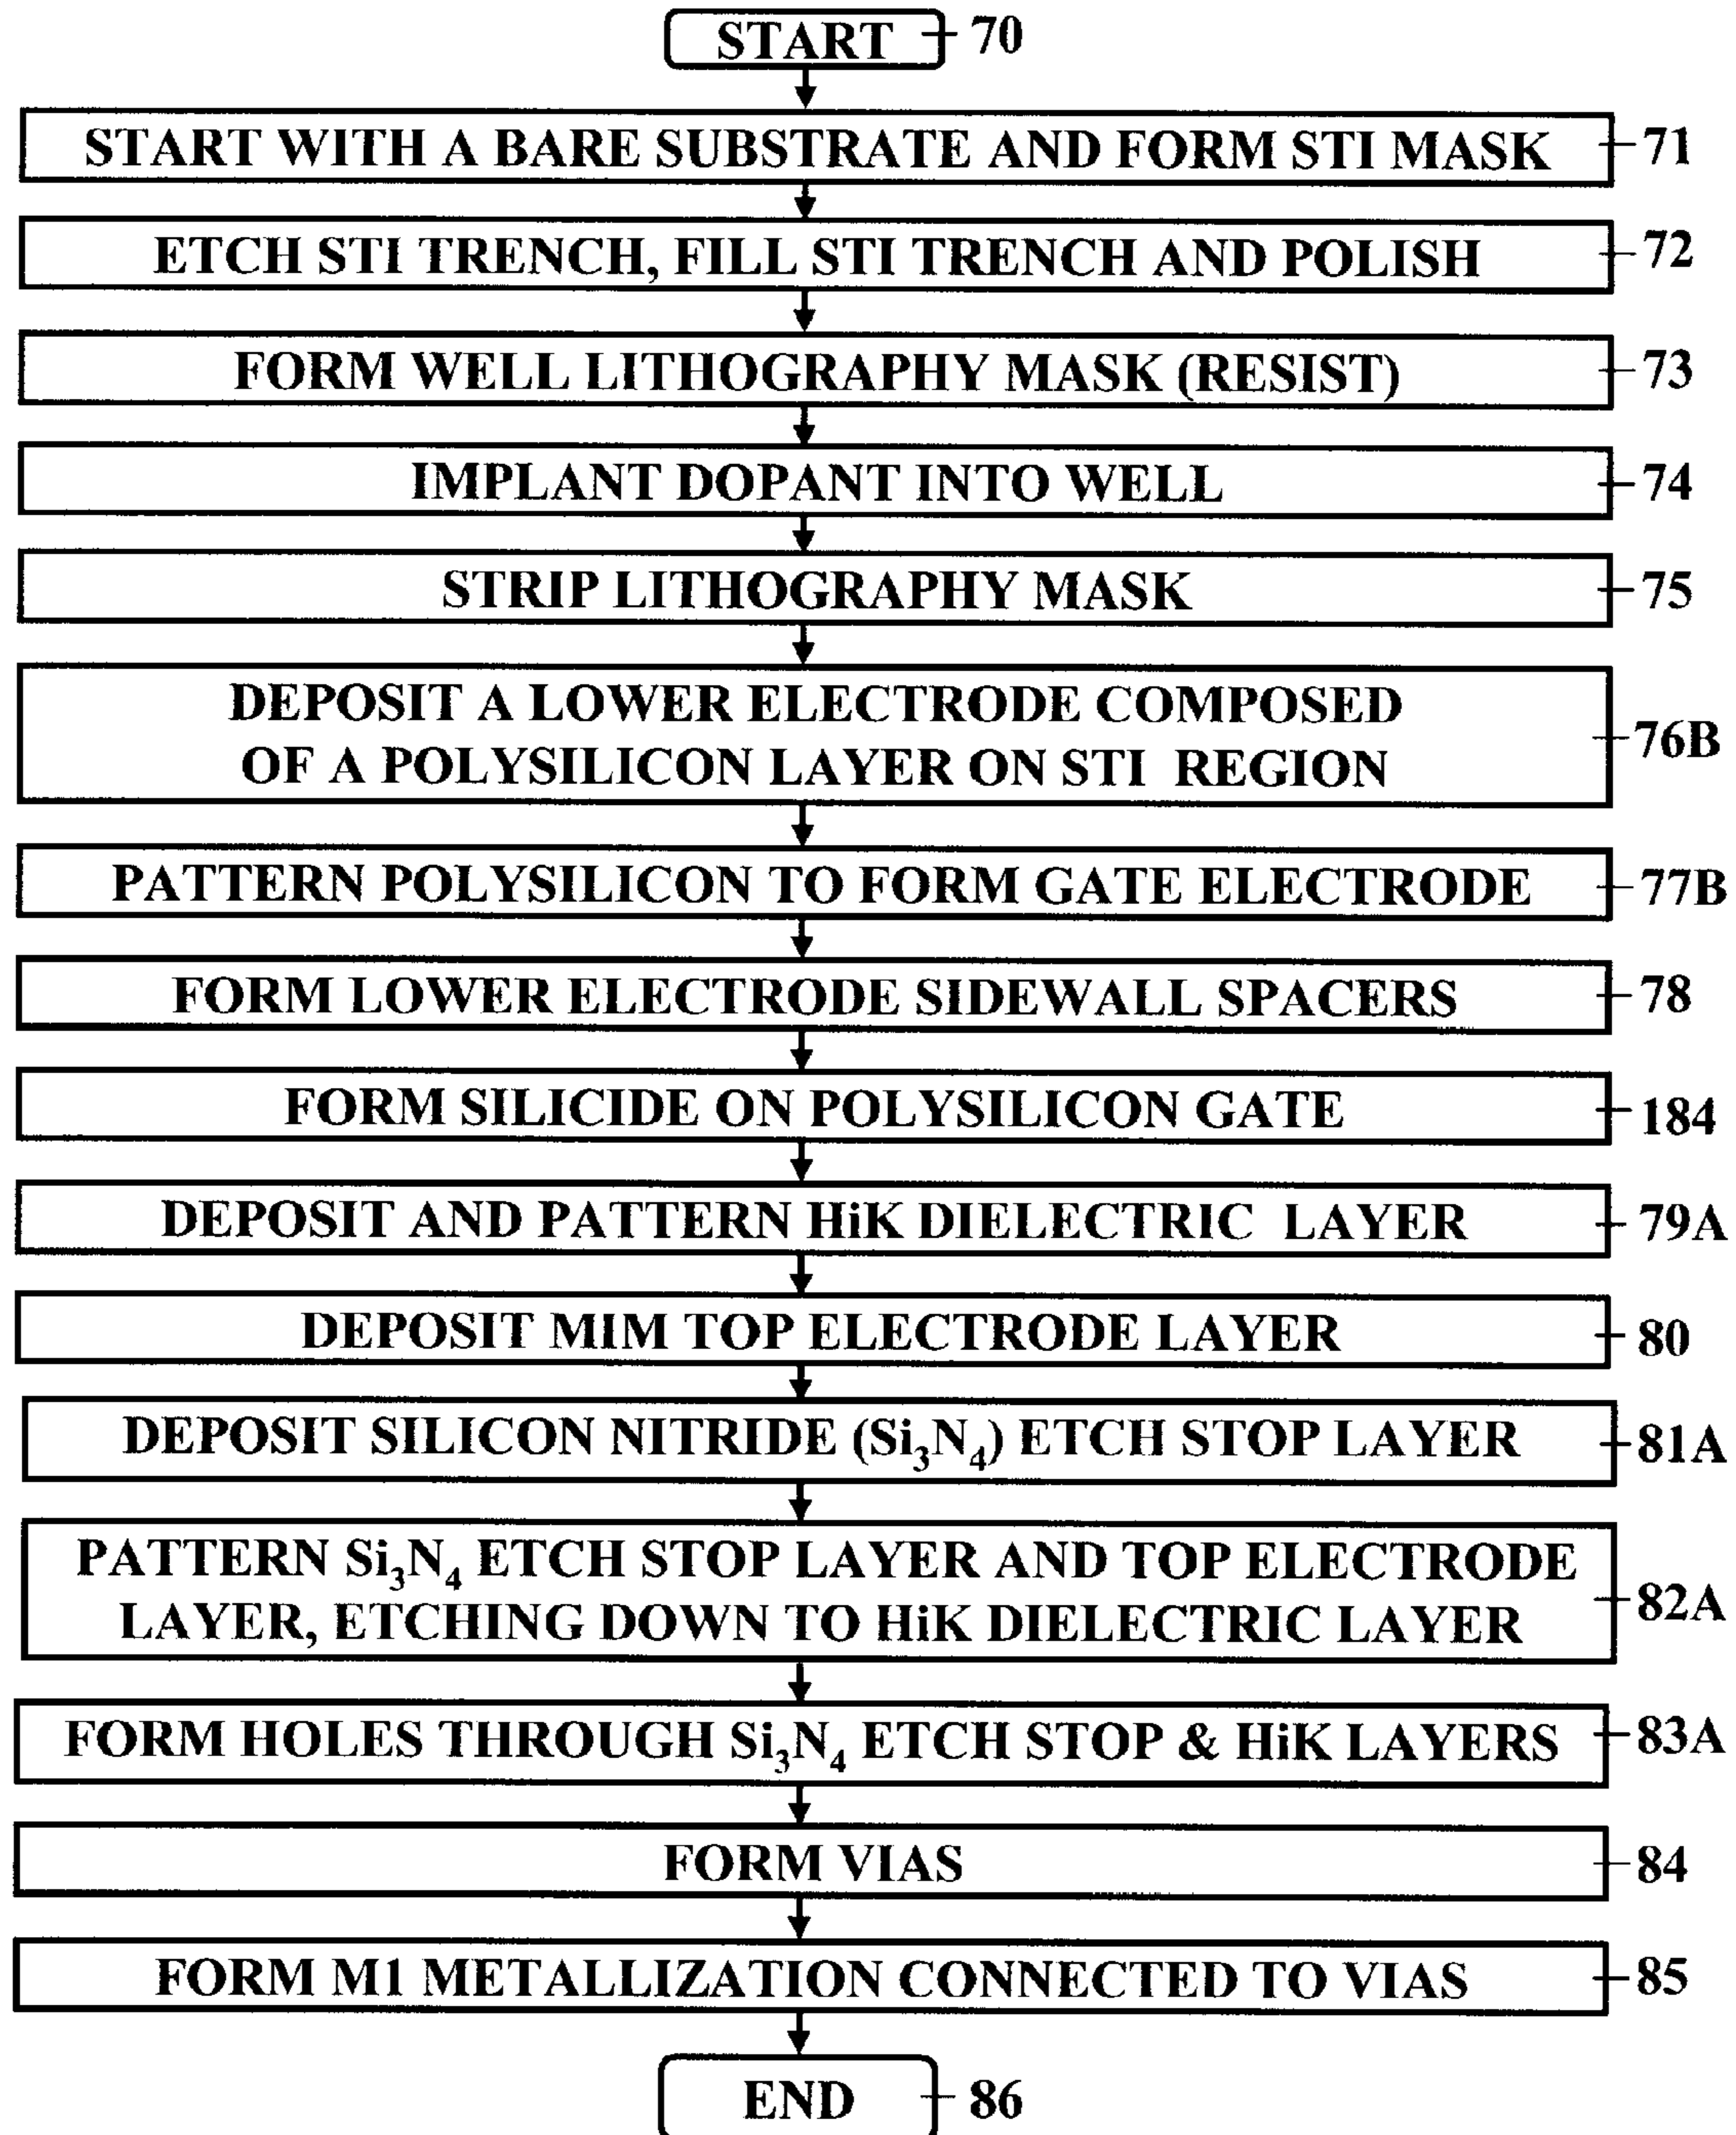 START 70
START WITH A BARE SUBSTRATE AND FORM STI MASK 71
ETCH STI TRENCH, FILL STI TRENCH AND POLISH 72
FORM WELL LITHOGRAPHY MASK (RESIST) 73
IMPLANT DOPANT INTO WELL 74
STRIP LITHOGRAPHY MASK 75
DEPOSIT A LOWER ELECTRODE COMPOSED
OF A POLYSILICON LAYER ON STI REGION 76B
PATTERN POLYSILICON TO FORM GATE ELECTRODE 77B
FORM LOWER ELECTRODE SIDEWALL SPACERS 78
FORM SILICIDE ON POLYSILICON GATE 184
DEPOSIT AND PATTERN HiK DIELECTRIC LAYER 79A
DEPOSIT MIM TOP ELECTRODE LAYER 80
DEPOSIT SILICON NITRIDE (Si₃N₄) ETCH STOP LAYER 81A
PATTERN Si₃N₄ ETCH STOP LAYER AND TOP ELECTRODE
LAYER, ETCHING DOWN TO HiK DIELECTRIC LAYER 82A
FORM HOLES THROUGH Si₃N₄ ETCH STOP & HiK LAYERS 83A
FORM VIAS 84
FORM M1 METALLIZATION CONNECTED TO VIAS 85
END 86